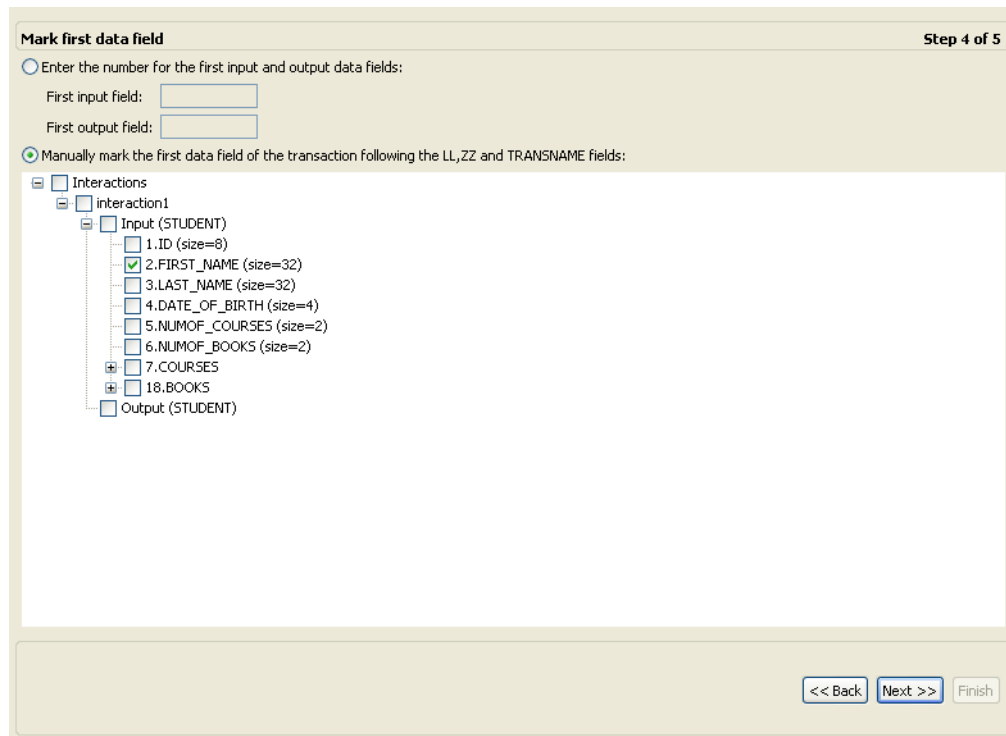 Mark first data field Step 4 of 5
Enter the number for the first input and output data fields:
First input field:
First output field:
Manually mark the first data field of the transaction following the LL,ZZ and TRANSNAME fields:
Interactions
interaction1
Input (STUDENT)
1.ID (size=8)
2.FIRST_NAME (size=32)
3.LAST_NAME (size=32)
4.DATE_OF_BIRTH (size=4)
5.NUMOF_COURSES (size=2)
6.NUMOF_BOOKS (size=2)
7.COURSES
18.BOOKS
Output (STUDENT)
<< Back Next >> Finish